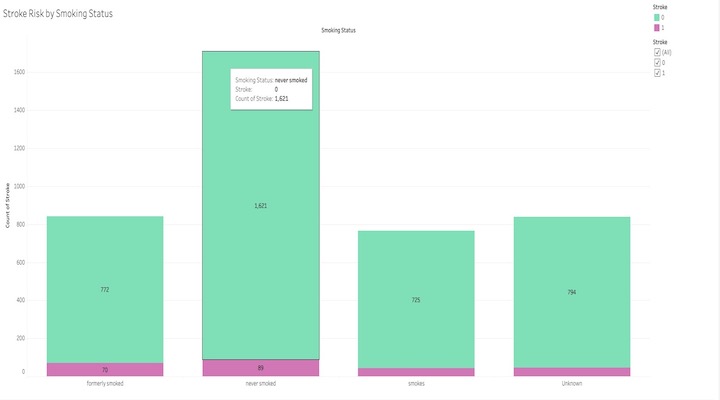 Stroke Risk by Smoking Status
Smoking Status
Stroke
0
1
Stroke
(All)
0
1
Count of Stroke
1600
1400
1200
1000
800
600
400
200
0
Smoking Status: never smoked
Stroke: 0
Count of Stroke: 1,621
772
70
1,621
89
725
794
formerly smoked
never smoked
smokes
Unknown